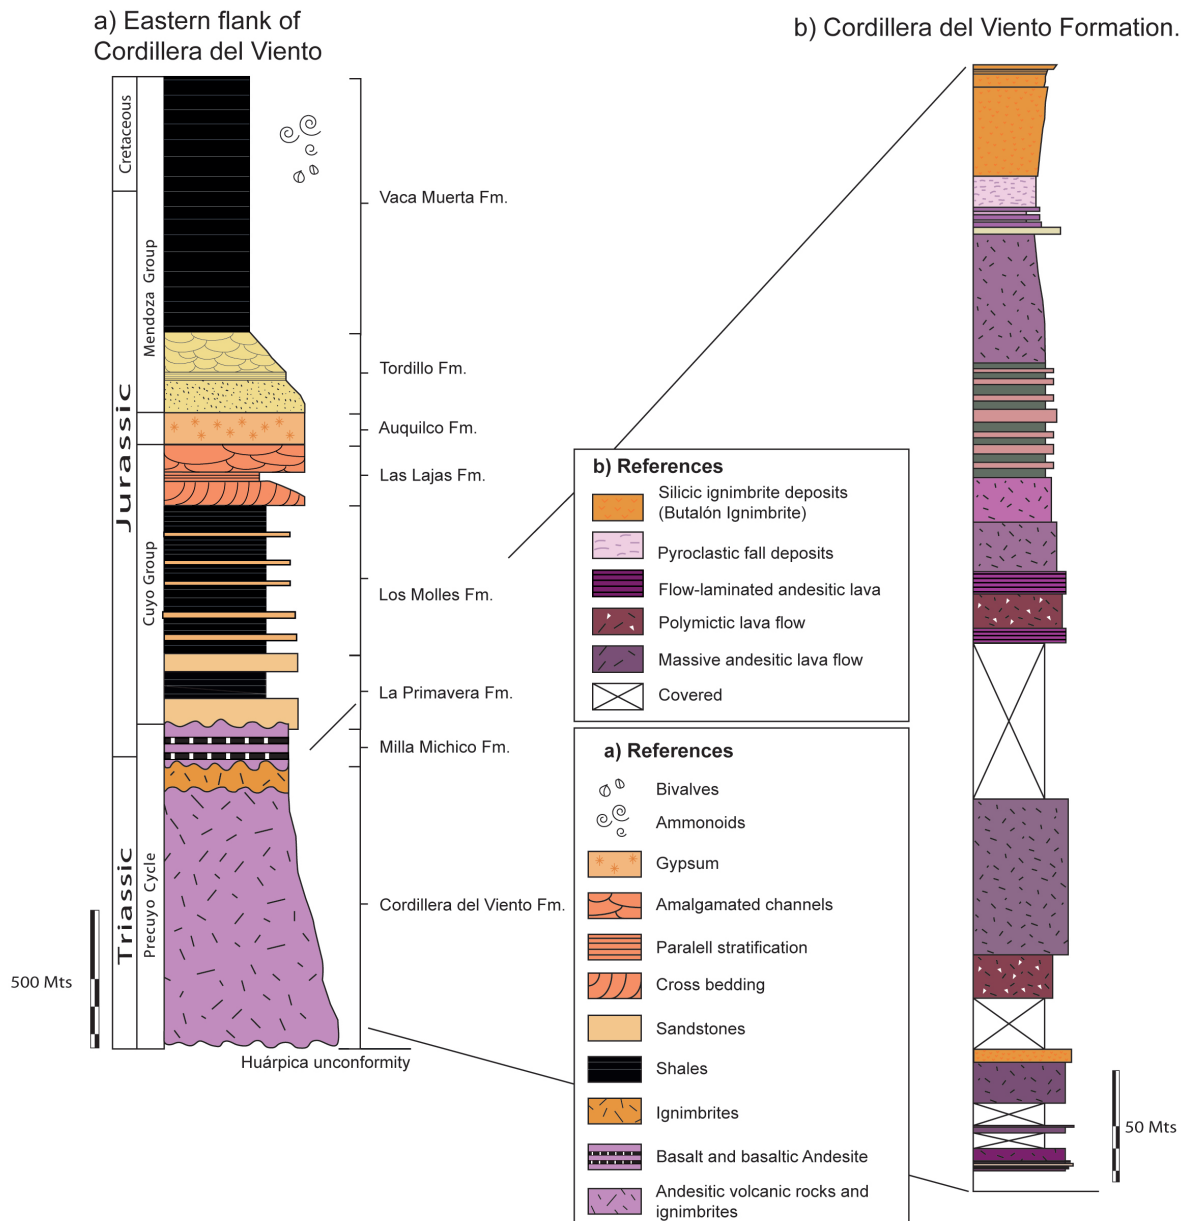 a) Eastern flank of
Cordillera del Viento
b) Cordillera del Viento Formation.
Cretaceous
Jurassic
Triassic
Mendoza Group
Cuyo Group
Precuyo Cycle
Vaca Muerta Fm.
Tordillo Fm.
Auquilco Fm.
Las Lajas Fm.
Los Molles Fm.
La Primavera Fm.
Milla Michico Fm.
Cordillera del Viento Fm.
500 Mts
Huárpica unconformity
b) References
Silicic ignimbrite deposits
(Butalón Ignimbrite)
Pyroclastic fall deposits
Flow-laminated andesitic lava
Polymictic lava flow
Massive andesitic lava flow
Covered
a) References
Bivalves
Ammonoids
Gypsum
Amalgamated channels
Paralell stratification
Cross bedding
Sandstones
Shales
Ignimbrites
Basalt and basaltic Andesite
Andesitic volcanic rocks and
ignimbrites
50 Mts